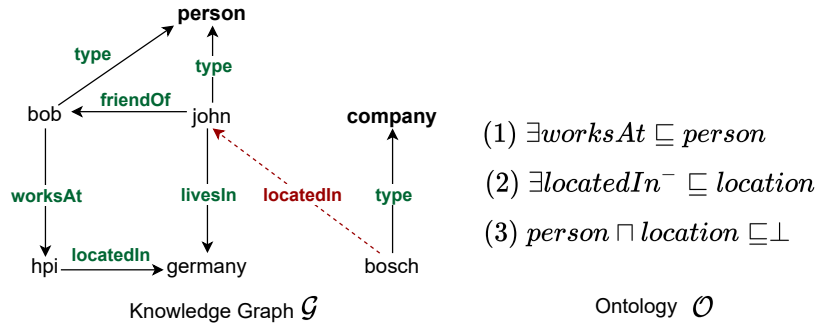 person
type
type
bob
friendOf
john
company
(1) ∃worksAt ⊑ person
worksAt
livesIn
locatedIn
type
(2) ∃locatedIn⁻ ⊑ location
(3) person ⊓ location ⊑⊥
hpi
locatedIn
germany
bosch
Knowledge Graph 𝒢
Ontology 𝒪